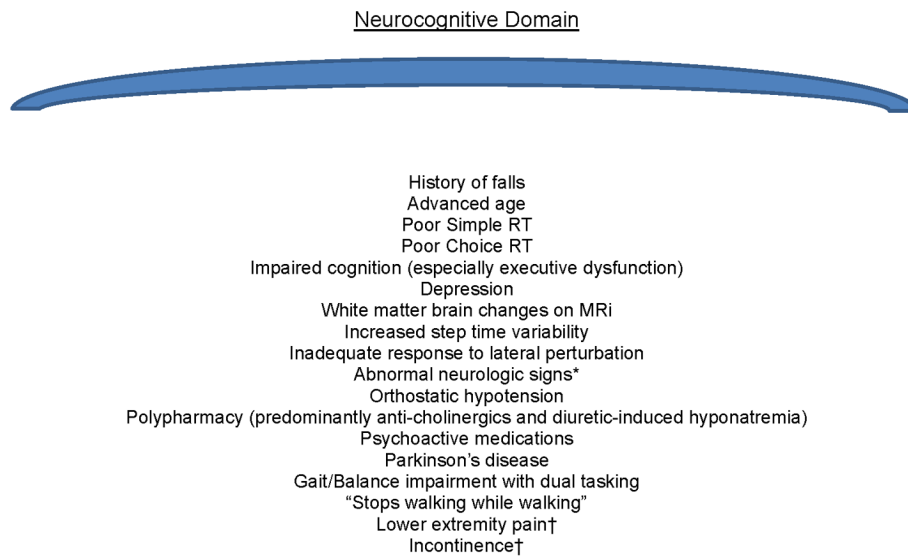 Neurocognitive Domain
History of falls
Advanced age
Poor Simple RT
Poor Choice RT
Impaired cognition (especially executive dysfunction)
Depression
White matter brain changes on MRi
Increased step time variability
Inadequate response to lateral perturbation
Abnormal neurologic signs*
Orthostatic hypotension
Polypharmacy (predominantly anti-cholinergics and diuretic-induced hyponatremia)
Psychoactive medications
Parkinson’s disease
Gait/Balance impairment with dual tasking
“Stops walking while walking”
Lower extremity pain†
Incontinence†